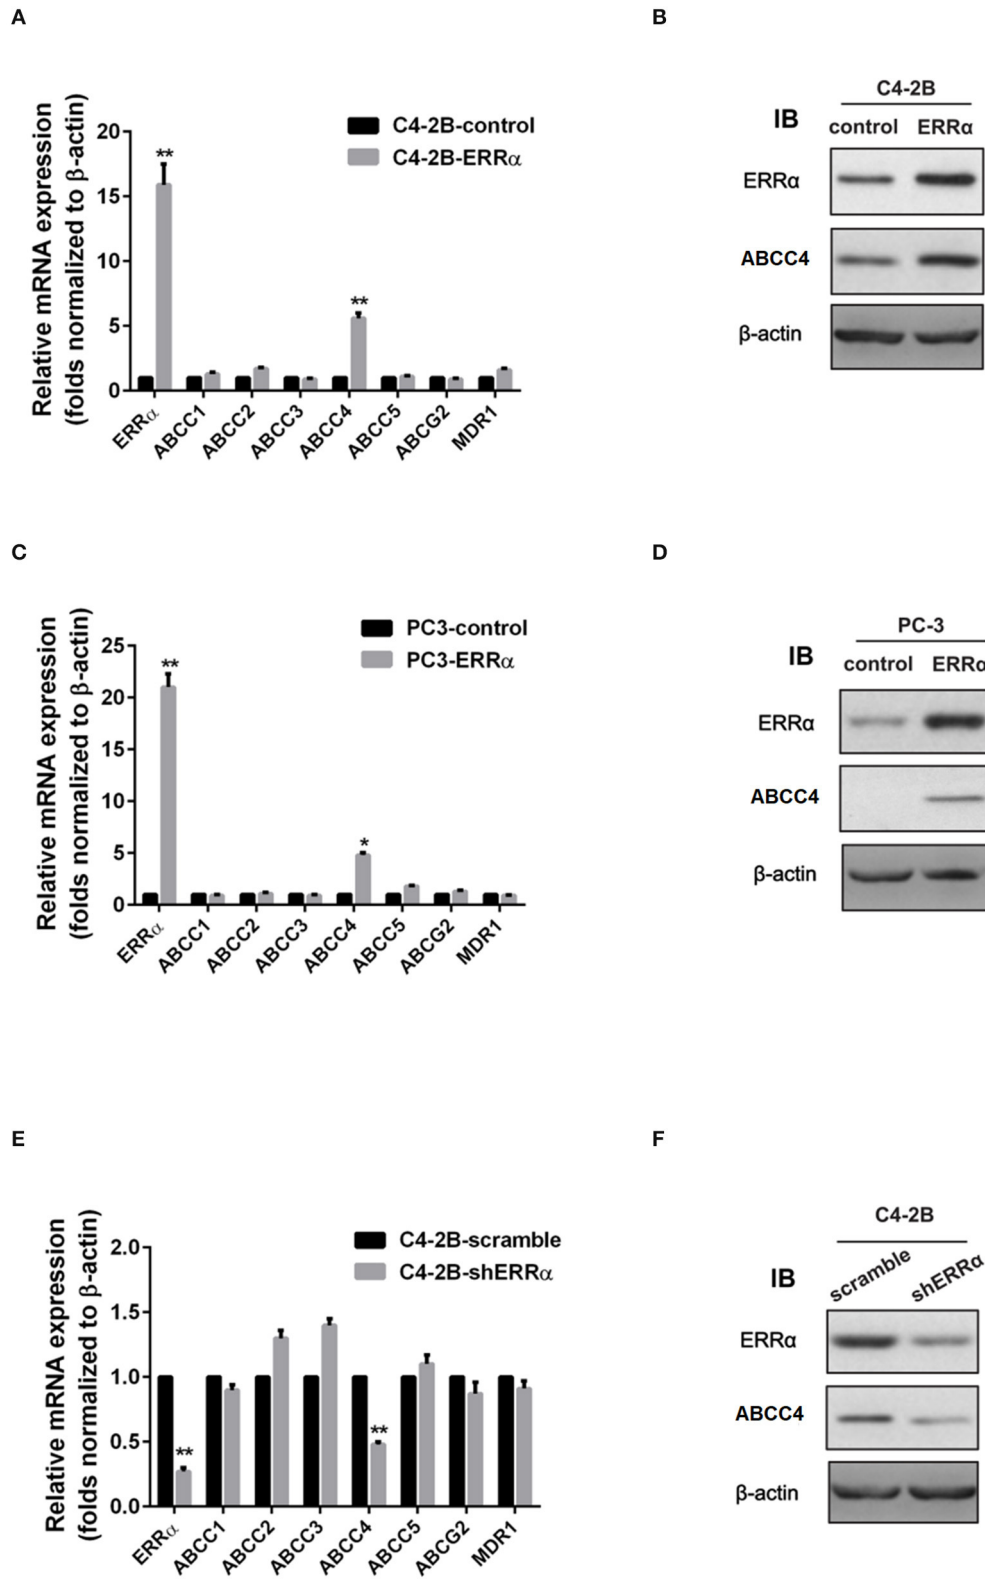 A
B
Relative mRNA expression
(folds normalized to β-actin)
20
15
10
5
0
** **
C4-2B-control
C4-2B-ERRα
ERRα ABCC1 ABCC2 ABCC3 ABCC4 ABCC5 ABCG2 MDR1
C4-2B
IB control ERRα
ERRα
ABCC4
β-actin
C
D
Relative mRNA expression
(folds normalized to β-actin)
25
20
15
10
5
0
** *
PC3-control
PC3-ERRα
ERRα ABCC1 ABCC2 ABCC3 ABCC4 ABCC5 ABCG2 MDR1
PC-3
IB control ERRα
ERRα
ABCC4
β-actin
E
F
Relative mRNA expression
(folds normalized to β-actin)
2.0
1.5
1.0
0.5
0.0
** **
C4-2B-scramble
C4-2B-shERRα
ERRα ABCC1 ABCC2 ABCC3 ABCC4 ABCC5 ABCG2 MDR1
C4-2B
IB scramble shERRα
ERRα
ABCC4
β-actin